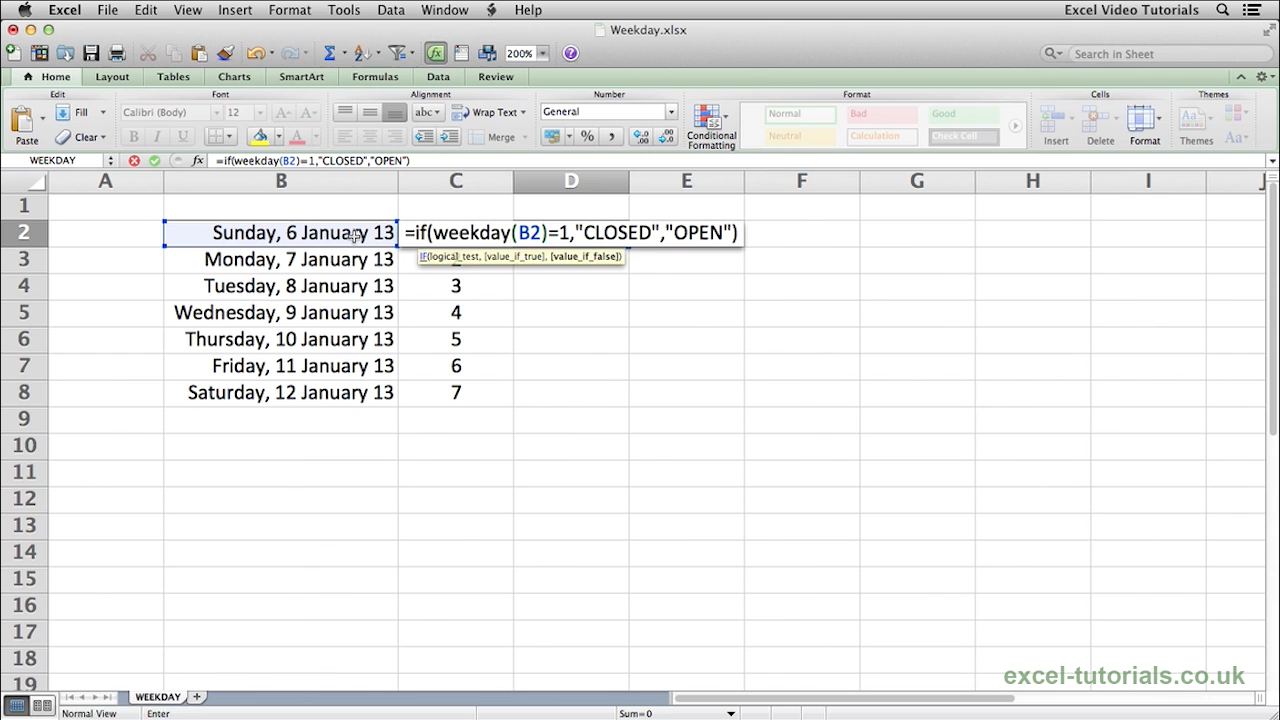 Excel File Edit View Insert Format Tools Data Window Help Excel Video Tutorials
Weekday.xlsx
200% Search in Sheet
Home Layout Tables Charts SmartArt Formulas Data Review
Edit Font Alignment Number Format Cells Themes
Fill Calibri (Body) 12 A A abc Wrap Text General Normal Bad Good Aa
Paste Clear B I U Merge % Conditional Formatting Neutral Calculation Check Cell Insert Delete Format Themes Aa
WEEKDAY fx =if(weekday(B2)=1,"CLOSED","OPEN")
A B C D E F G H I J
1
2 Sunday, 6 January 13 =if(weekday(B2)=1,"CLOSED","OPEN")
IF(logical_test, [value_if_true], [value_if_false])
3 Monday, 7 January 13
4 Tuesday, 8 January 13 3
5 Wednesday, 9 January 13 4
6 Thursday, 10 January 13 5
7 Friday, 11 January 13 6
8 Saturday, 12 January 13 7
9
10
11
12
13
14
15
16
17
18
excel-tutorials.co.uk
19
WEEKDAY
Normal View Enter Sum=0